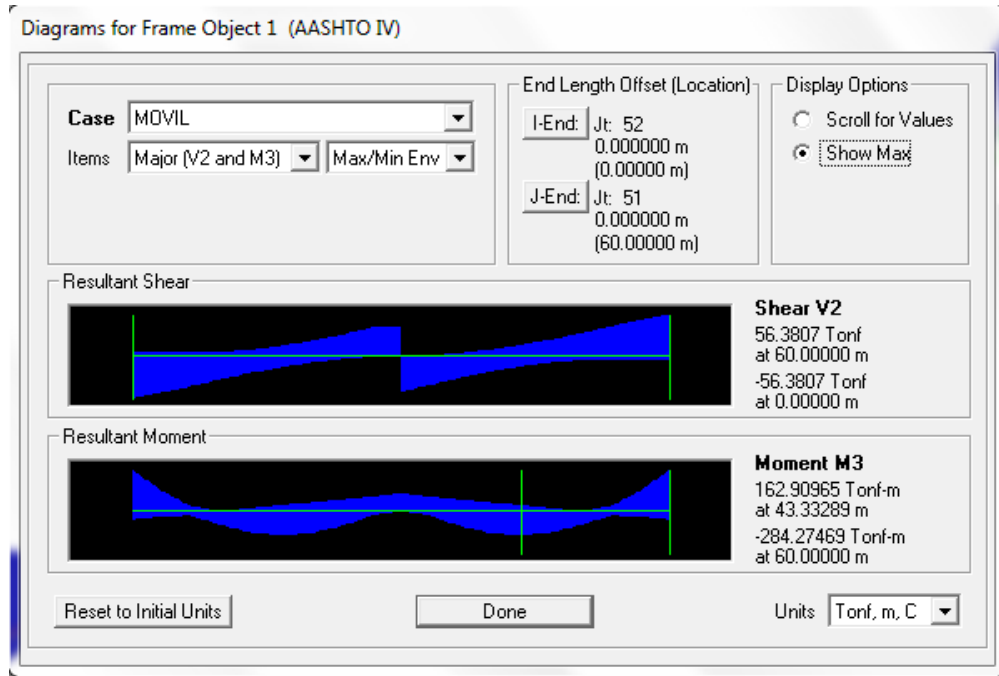 Diagrams for Frame Object 1 (AASHTO IV)
Case MOVIL
Items Major (V2 and M3) Max/Min Env
End Length Offset (Location)
I-End: Jt: 52
0.000000 m
(0.00000 m)
J-End: Jt: 51
0.000000 m
(60.00000 m)
Display Options
Scroll for Values
Show Max
Resultant Shear
Shear V2
56.3807 Tonf
at 60.00000 m
-56.3807 Tonf
at 0.00000 m
Resultant Moment
Moment M3
162.90965 Tonf-m
at 43.33289 m
-284.27469 Tonf-m
at 60.00000 m
Reset to Initial Units
Done
Units Tonf, m, C